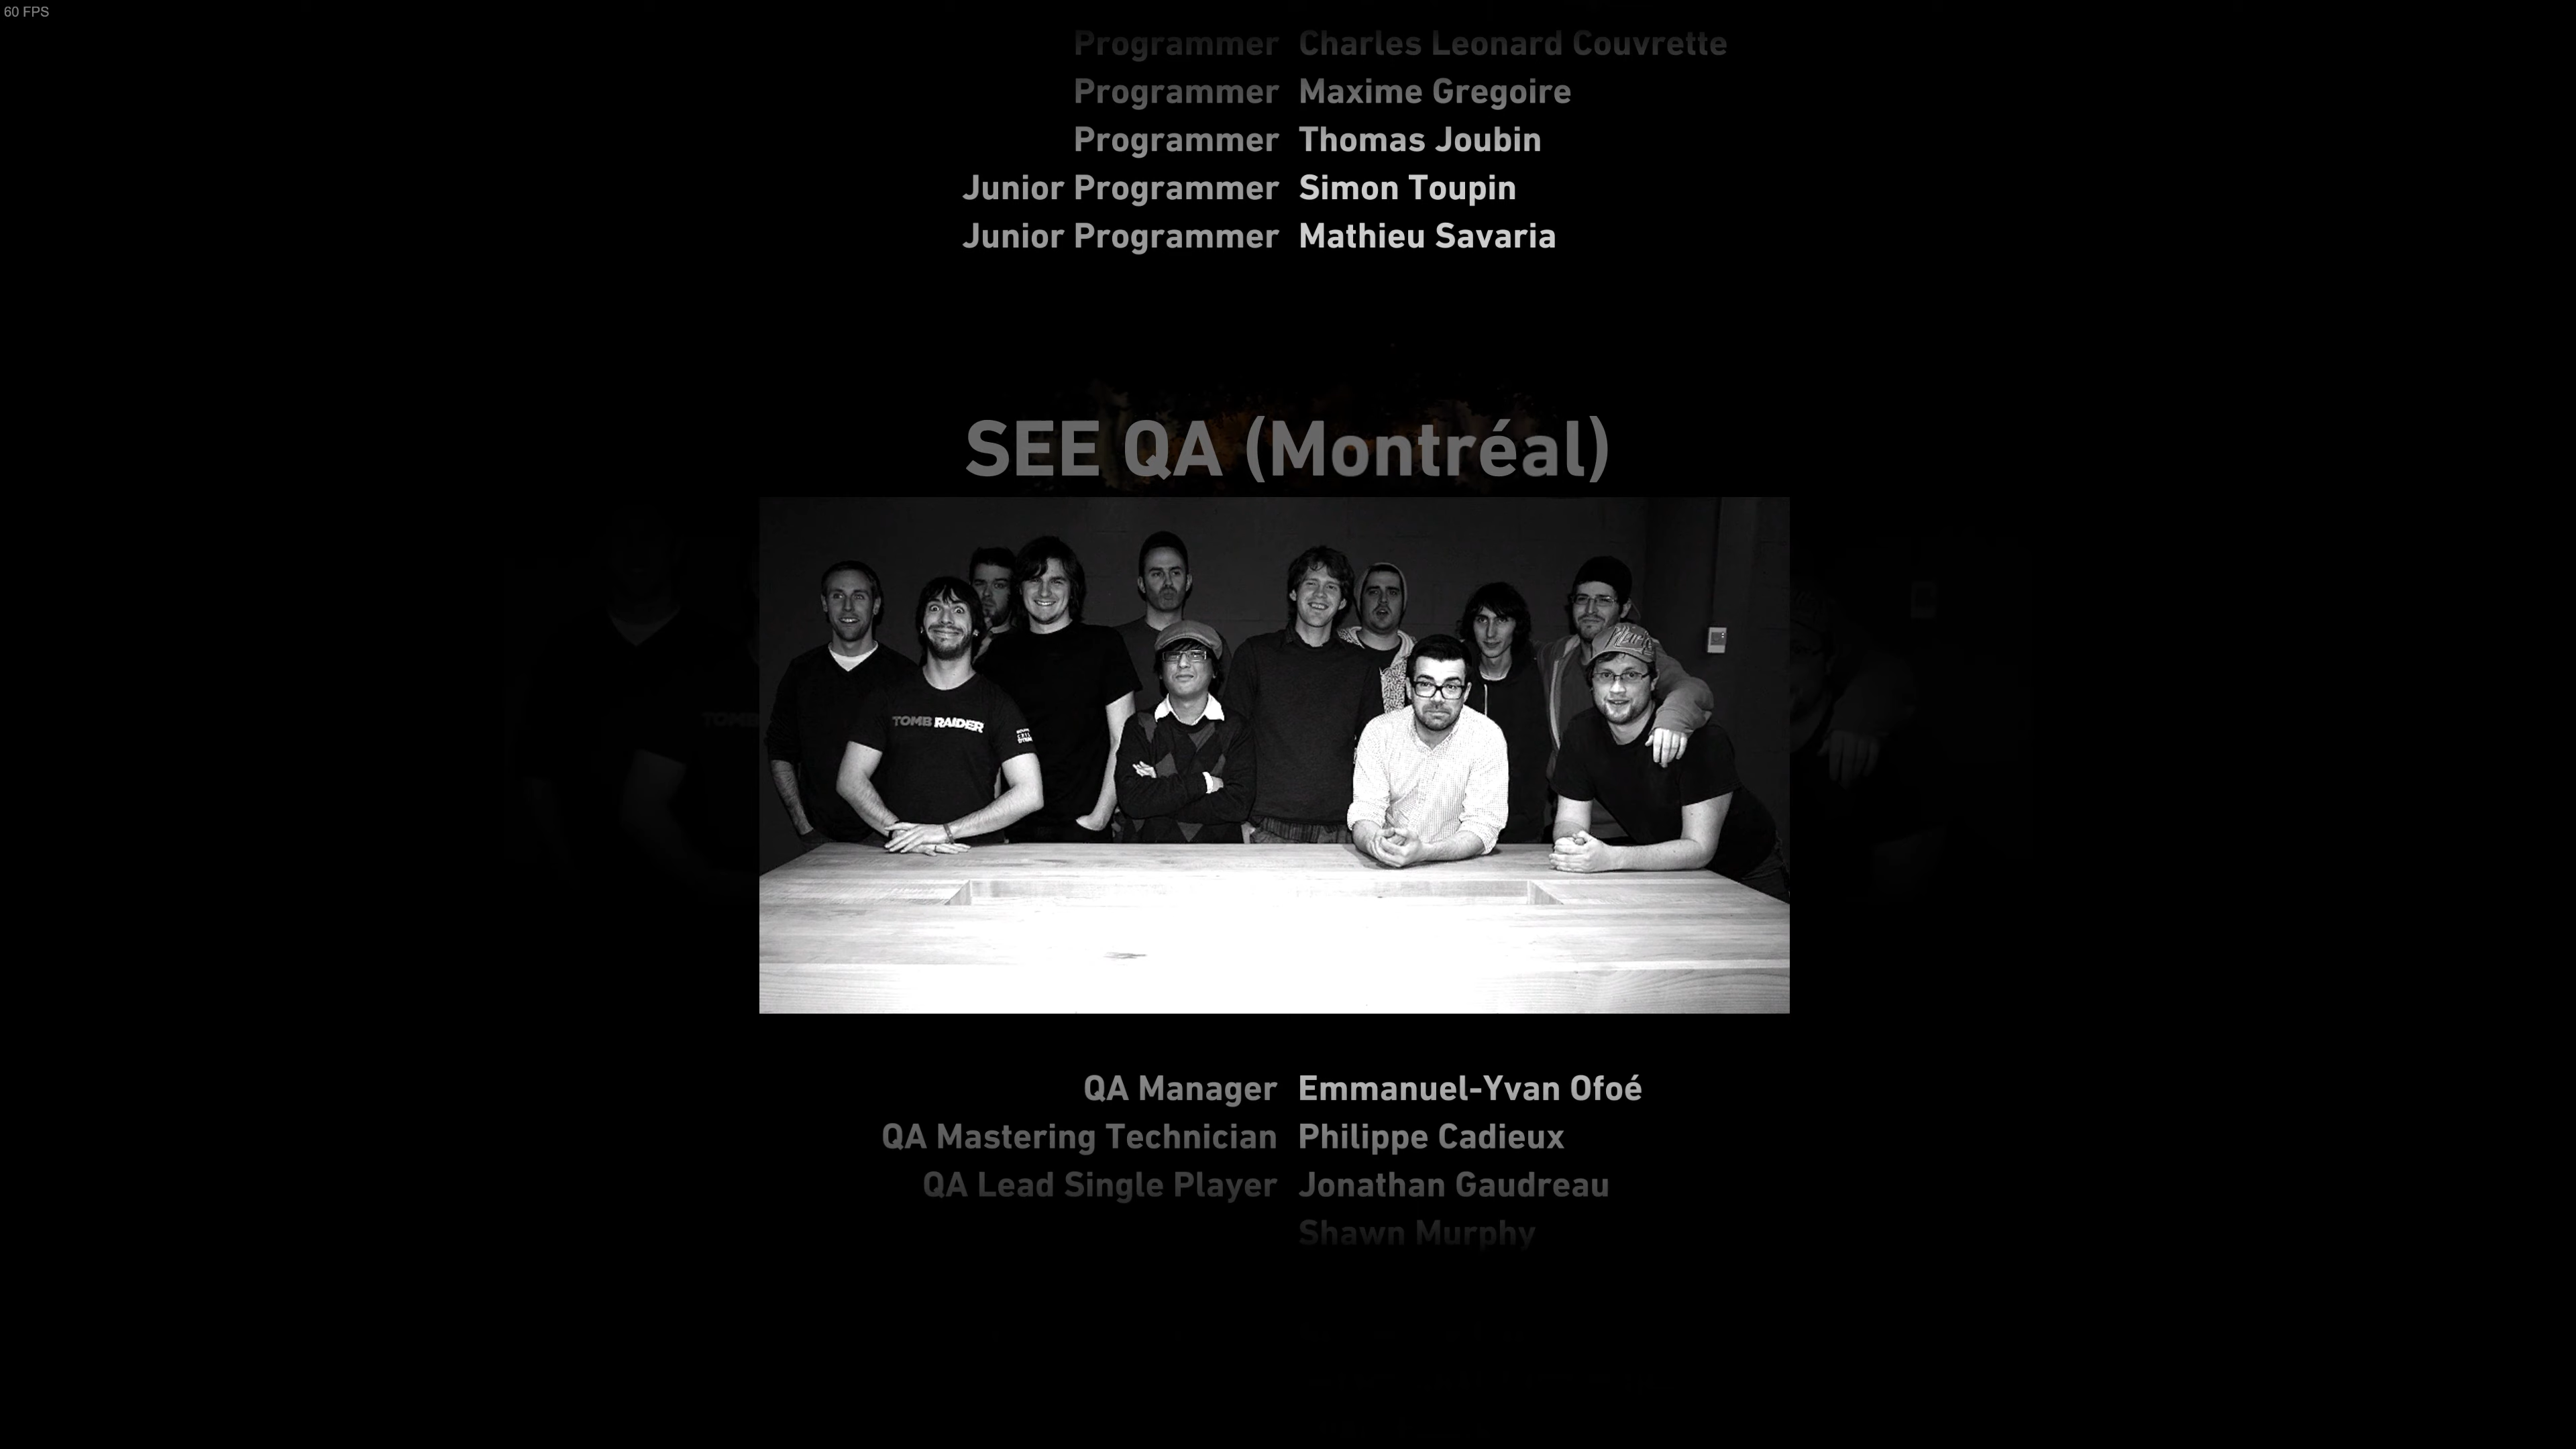 60 FPS
Programmer Charles Leonard Couvrette
Programmer Maxime Gregoire
Programmer Thomas Joubin
Junior Programmer Simon Toupin
Junior Programmer Mathieu Savaria
SEE QA (Montréal)
TOMB RAIDER
QA Manager Emmanuel-Yvan Ofoé
QA Mastering Technician Philippe Cadieux
QA Lead Single Player Jonathan Gaudreau
Shawn Murphy